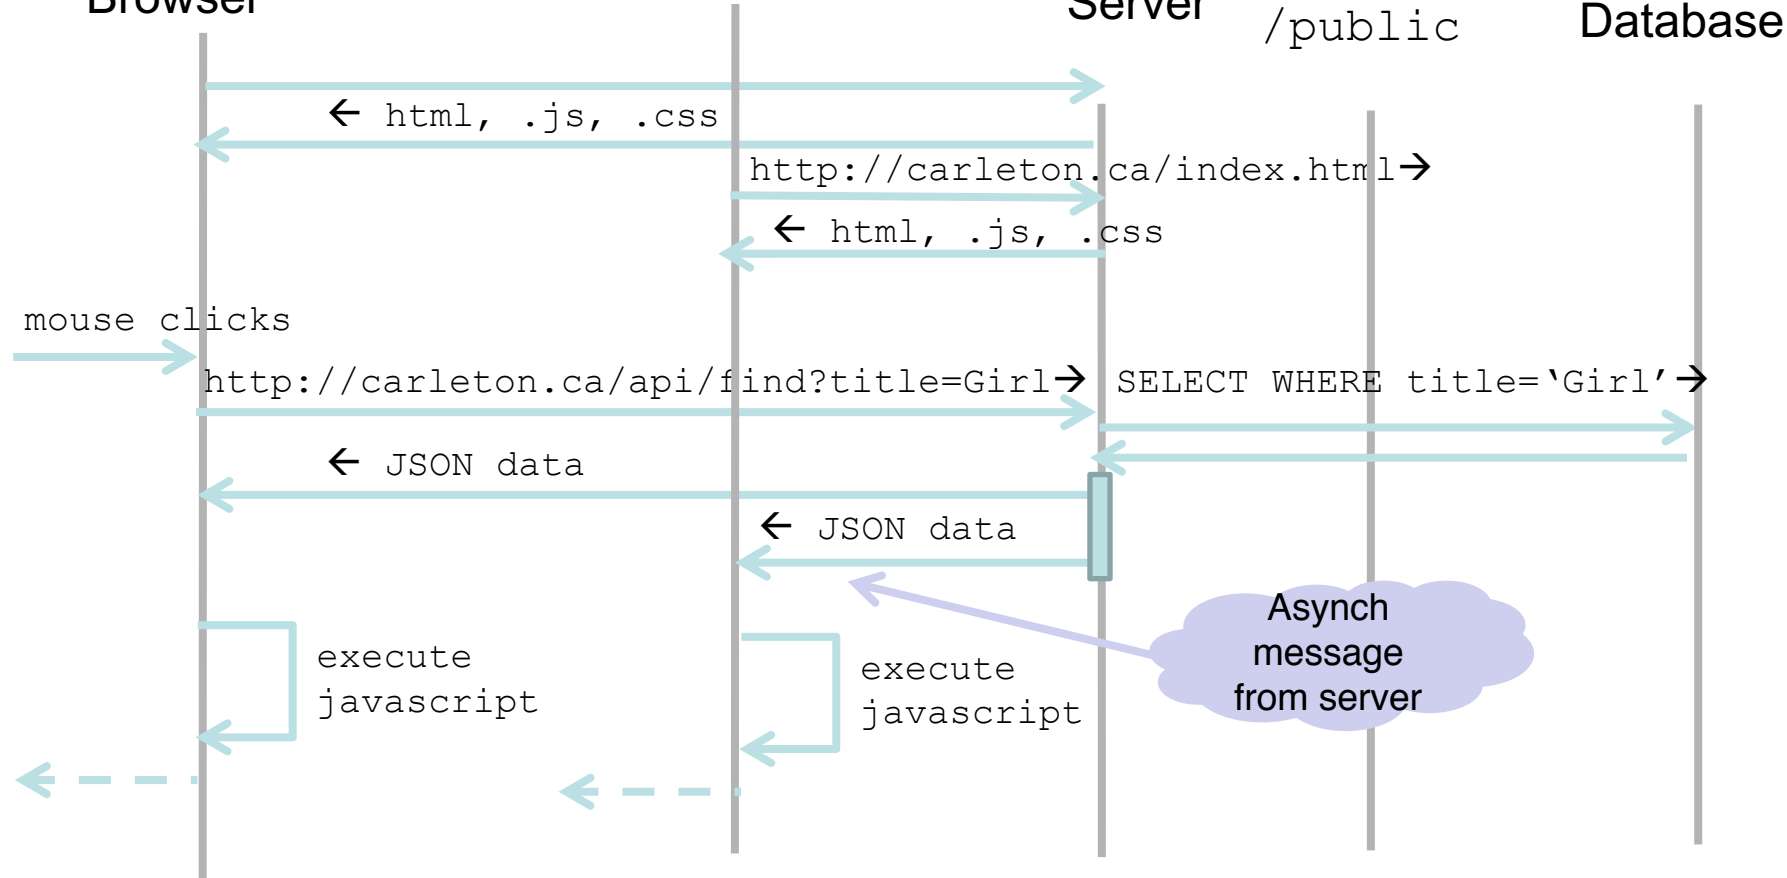 Browser
Server
/public
Database
← html, .js, .css
http://carleton.ca/index.html→
← html, .js, .css
mouse clicks
http://carleton.ca/api/find?title=Girl→
SELECT WHERE title=‘Girl’→
← JSON data
← JSON data
Asynch
message
from server
execute
javascript
execute
javascript